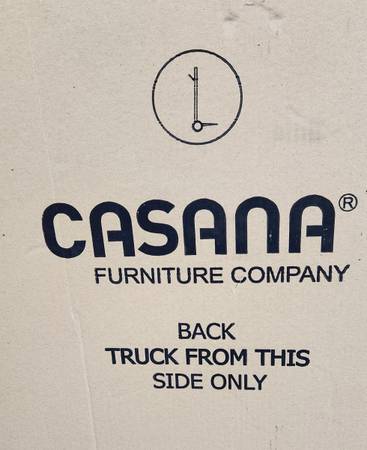 CASANA®
FURNITURE COMPANY
BACK
TRUCK FROM THIS
SIDE ONLY